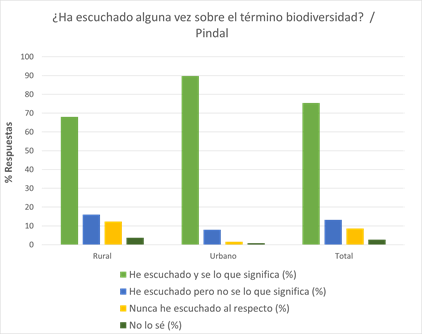 ¿Ha escuchado alguna vez sobre el término biodiversidad? /
Pindal
100
90
80
70
60
50
40
30
20
10
0
% Respuestas
Rural
Urbano
Total
He escuchado y se lo que significa (%)
He escuchado pero no se lo que significa (%)
Nunca he escuchado al respecto (%)
No lo sé (%)